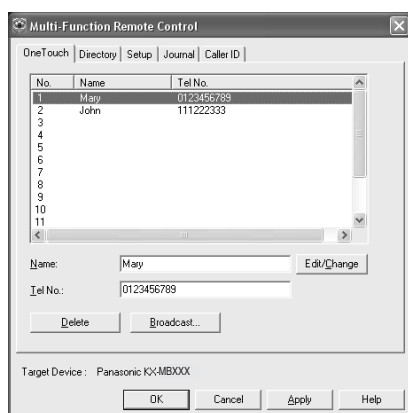 Multi-Function Remote Control
OneTouch Directory Setup Journal Caller ID
No. Name Tel No.
1 Mary 0123456789
2 John 111222333
3
4
5
6
7
8
9
10
11
Name: Mary Edit/Change
Tel No.: 0123456789
Delete Broadcast...
Target Device : Panasonic KX-MBXXX
OK Cancel Apply Help